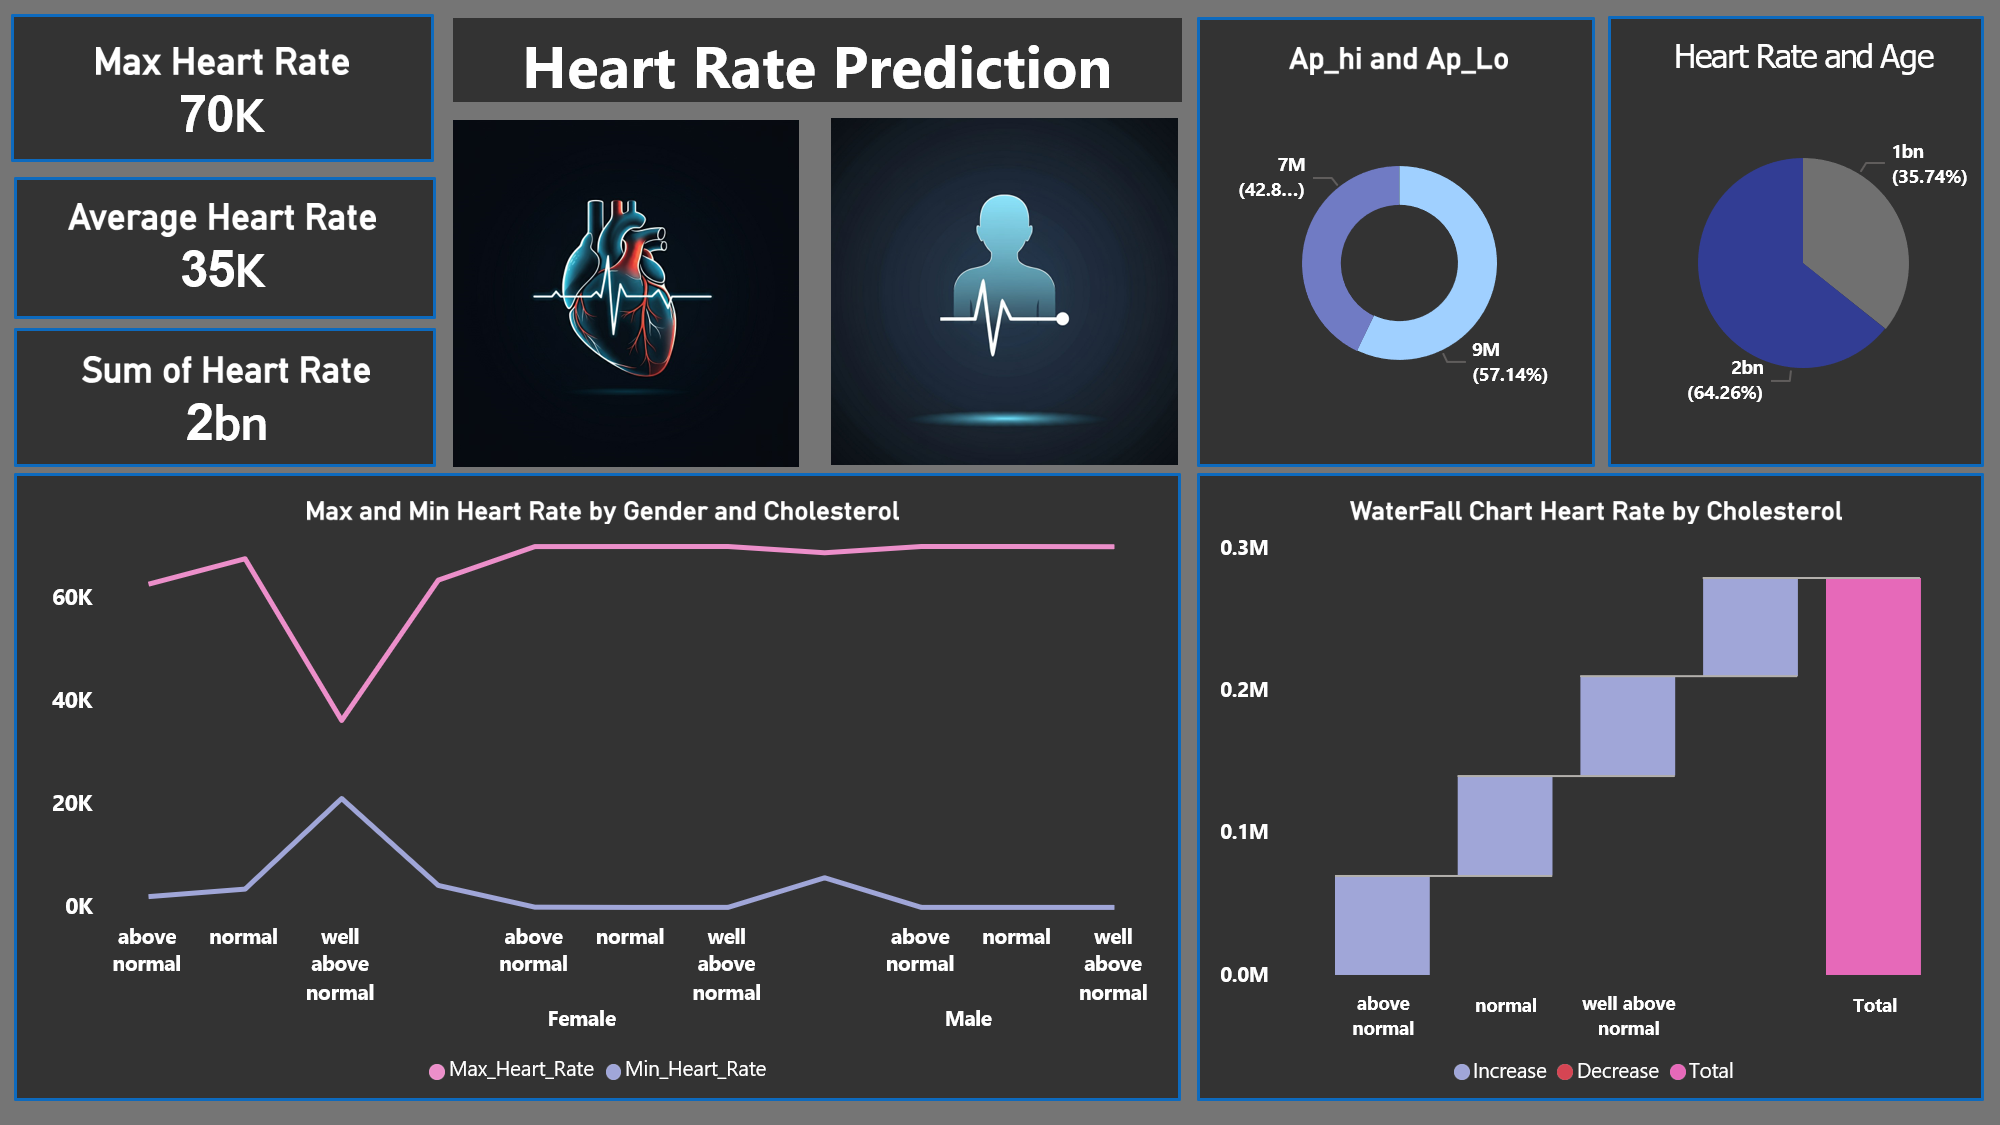 Max Heart Rate
70K
Average Heart Rate
35K
Sum of Heart Rate
2bn
Heart Rate Prediction
Ap_hi and Ap_Lo
7M
(42.8...)
9M
(57.14%)
Heart Rate and Age
1bn
(35.74%)
2bn
(64.26%)
Max and Min Heart Rate by Gender and Cholesterol
60K
40K
20K
0K
above normal
normal
well above normal
above normal
normal
well above normal
above normal
normal
well above normal
Female
Male
Max_Heart_Rate
Min_Heart_Rate
WaterFall Chart Heart Rate by Cholesterol
0.3M
0.2M
0.1M
0.0M
above normal
normal
well above normal
Total
Increase
Decrease
Total